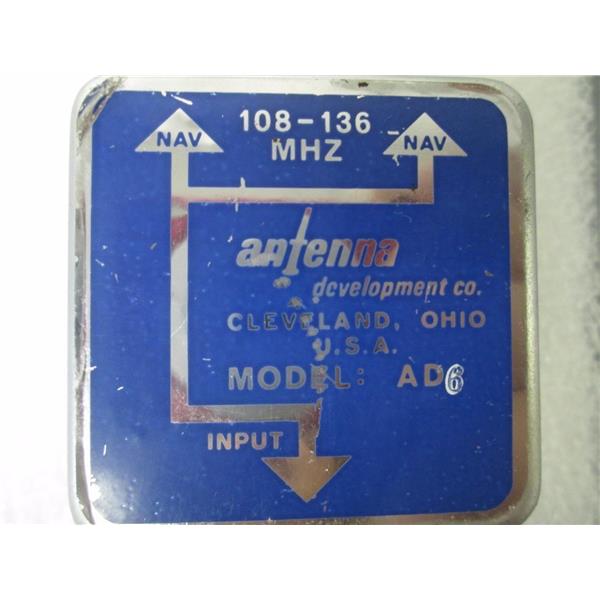 108-136
NAV MHZ NAV
antenna
development co.
CLEVELAND, OHIO
U.S.A.
MODEL: AD6
INPUT